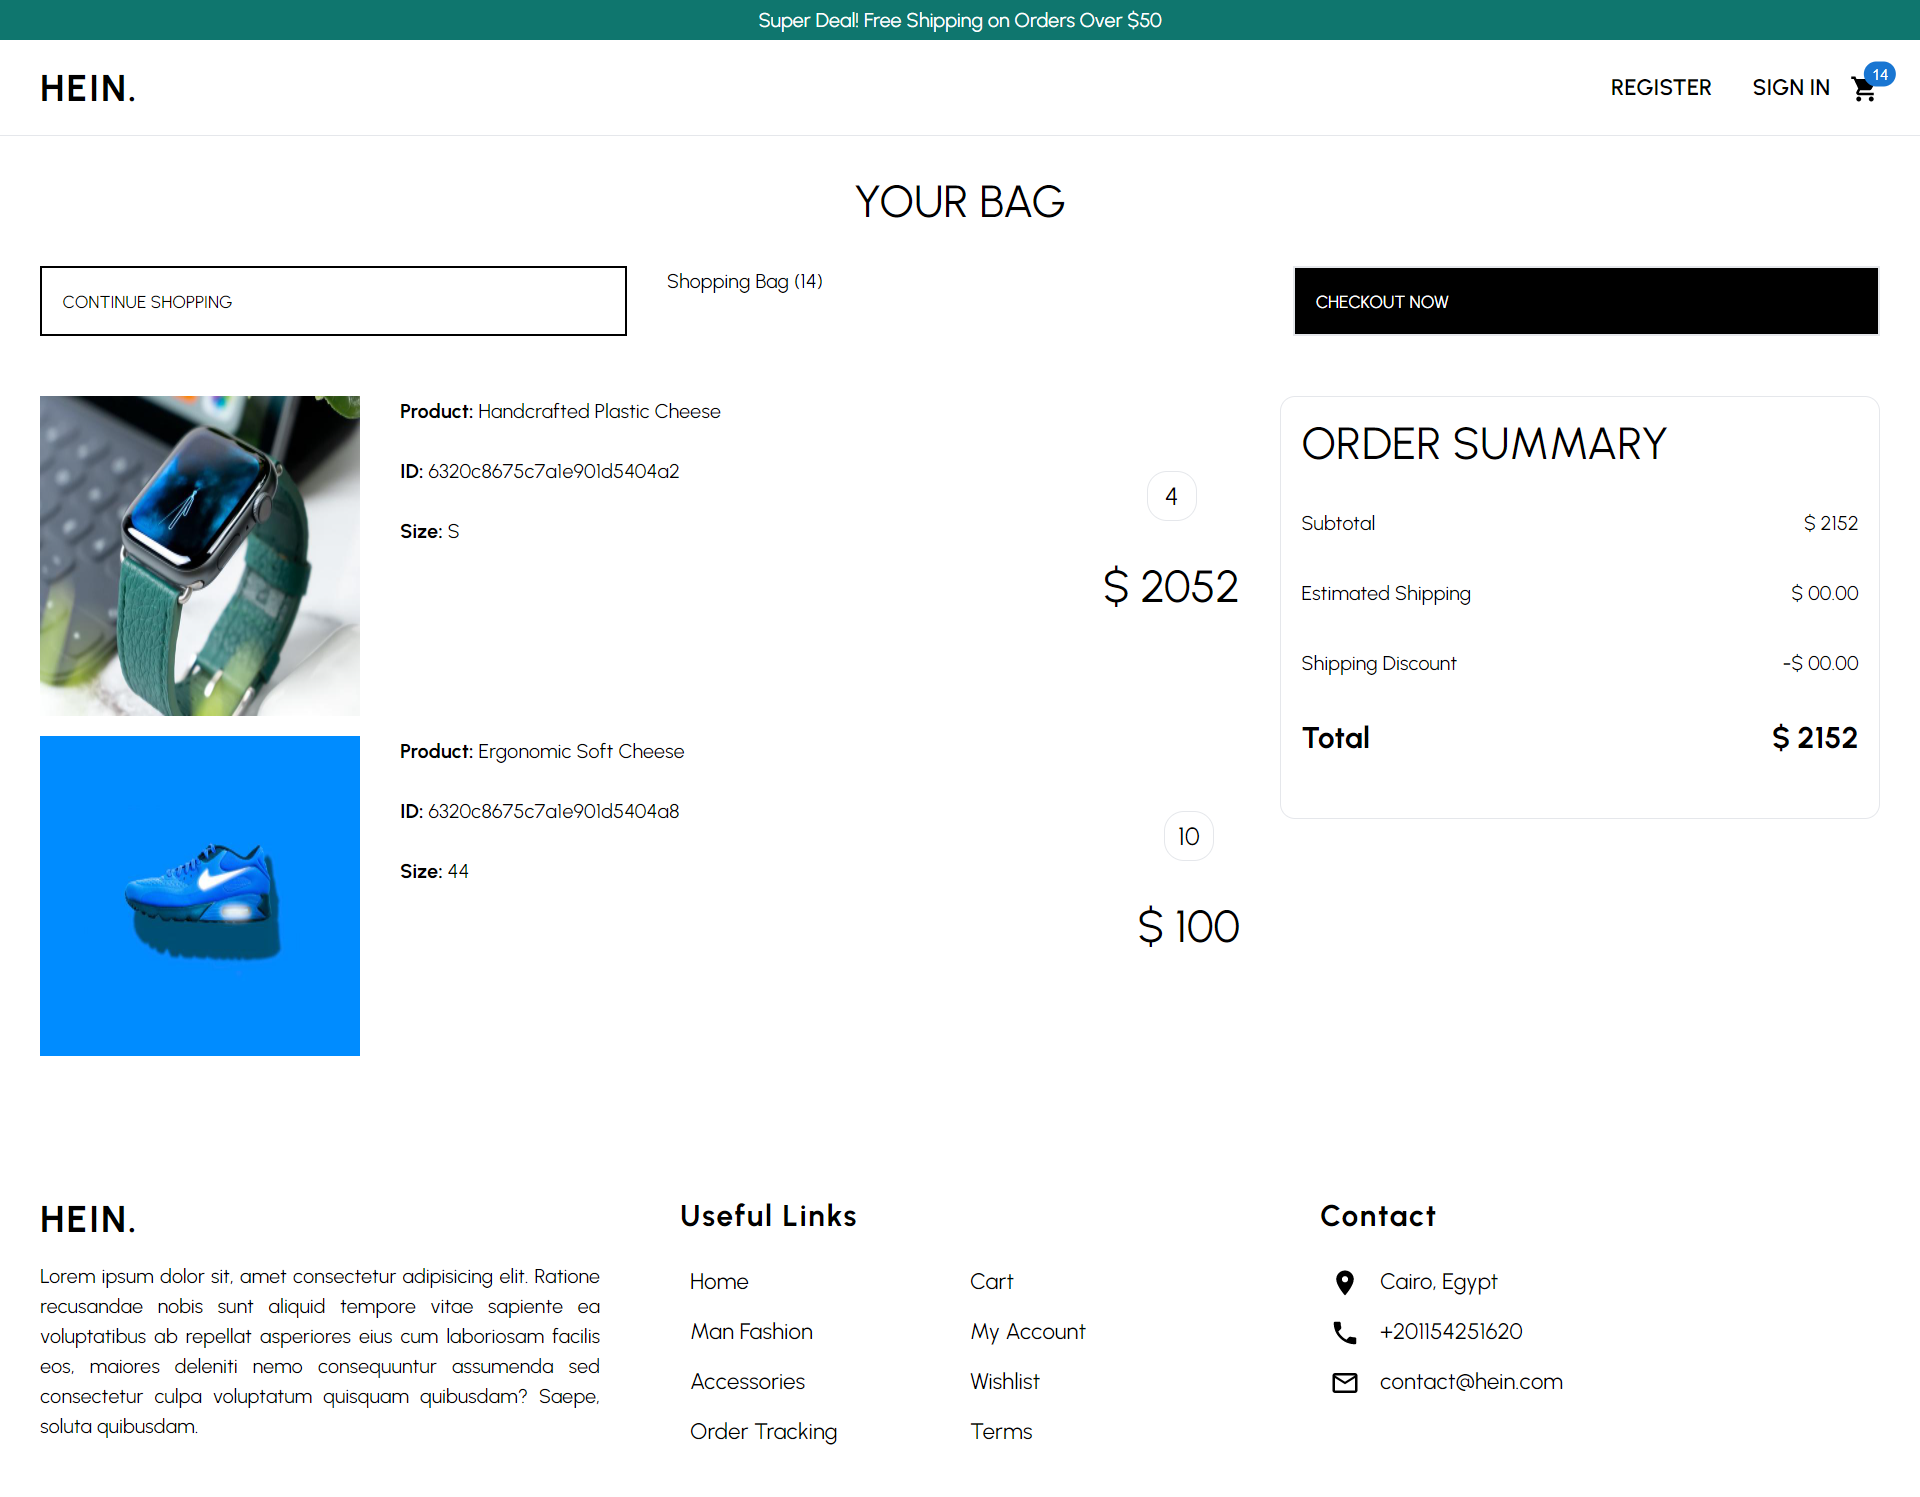 Super Deal! Free Shipping on Orders Over $50
HEIN.
REGISTER
SIGN IN
14
YOUR BAG
CONTINUE SHOPPING
Shopping Bag (14)
CHECKOUT NOW
Product: Handcrafted Plastic Cheese
ID: 6320c8675c7a1e901d5404a2
Size: S
4
$ 2052
Product: Ergonomic Soft Cheese
ID: 6320c8675c7a1e901d5404a8
Size: 44
10
$ 100
ORDER SUMMARY
Subtotal $ 2152
Estimated Shipping $ 00.00
Shipping Discount -$ 00.00
Total $ 2152
HEIN.
Lorem ipsum dolor sit, amet consectetur adipisicing elit. Ratione
recusandae nobis sunt aliquid tempore vitae sapiente ea
voluptatibus ab repellat asperiores eius cum laboriosam facilis
eos, maiores deleniti nemo consequuntur assumenda sed
consectetur culpa voluptatum quisquam quibusdam? Saepe,
soluta quibusdam.
Useful Links
Home
Cart
Man Fashion
My Account
Accessories
Wishlist
Order Tracking
Terms
Contact
Cairo, Egypt
+201154251620
contact@hein.com